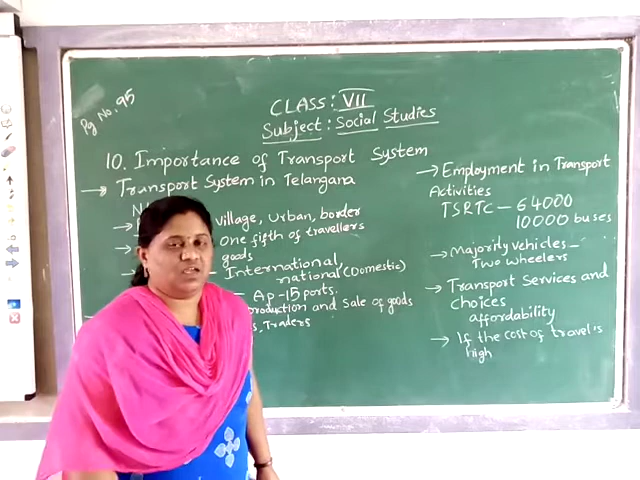 Pg No. 95
CLASS: VII
Subject: Social Studies
10. Importance of Transport System
→ Transport System in Telangana
→ village, Urban, border
→ One fifth of travellers
goods
International
national (Domestic)
- Ap-15 ports.
production and Sale of goods
Traders
→ Employment in Transport
Activities
TSRTC - 64000
10000 buses
→ Majority vehicles -
Two wheelers
→ Transport Services and
Choices
affordability
→ If the cost of travel is
high